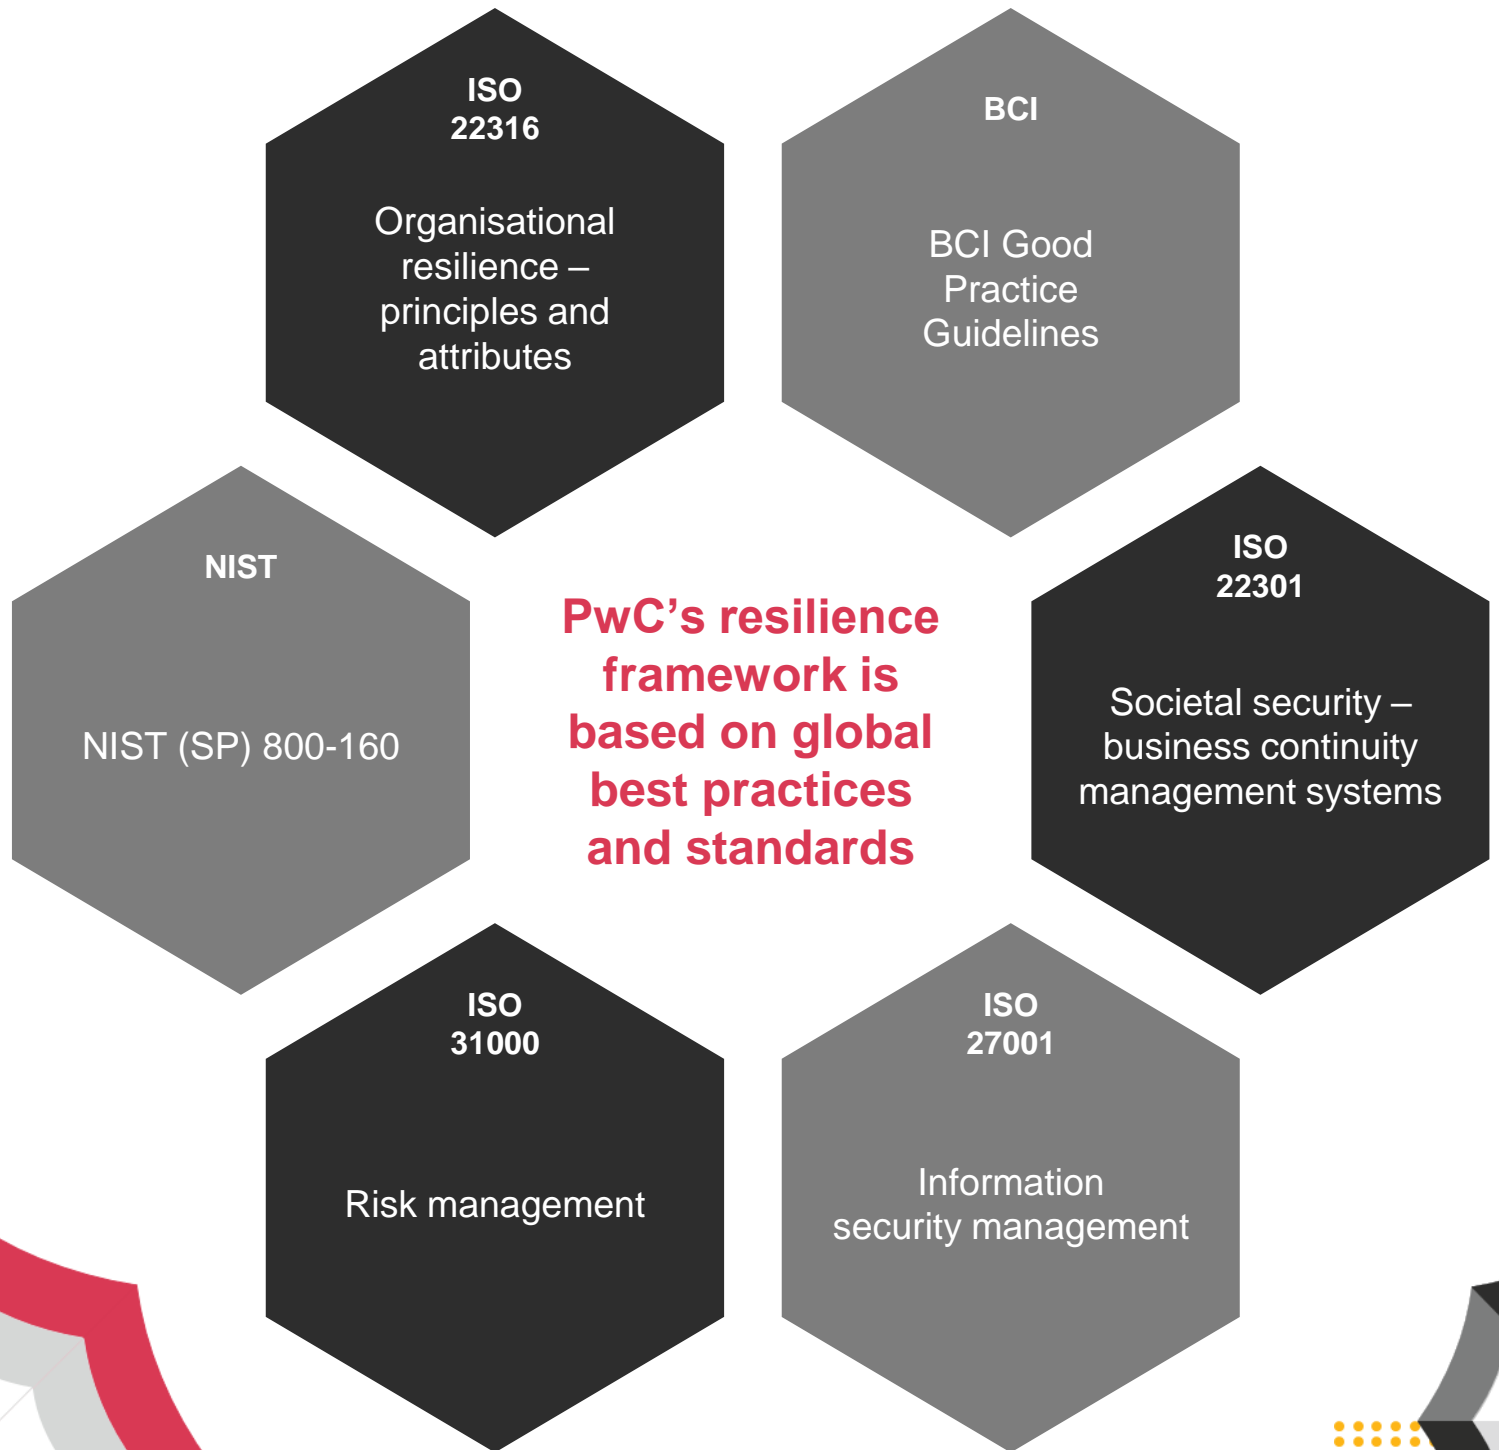 ISO
22316
Organisational
resilience –
principles and
attributes
BCI
BCI Good
Practice
Guidelines
NIST
NIST (SP) 800-160
PwC’s resilience
framework is
based on global
best practices
and standards
ISO
22301
Societal security –
business continuity
management systems
ISO
31000
Risk management
ISO
27001
Information
security management